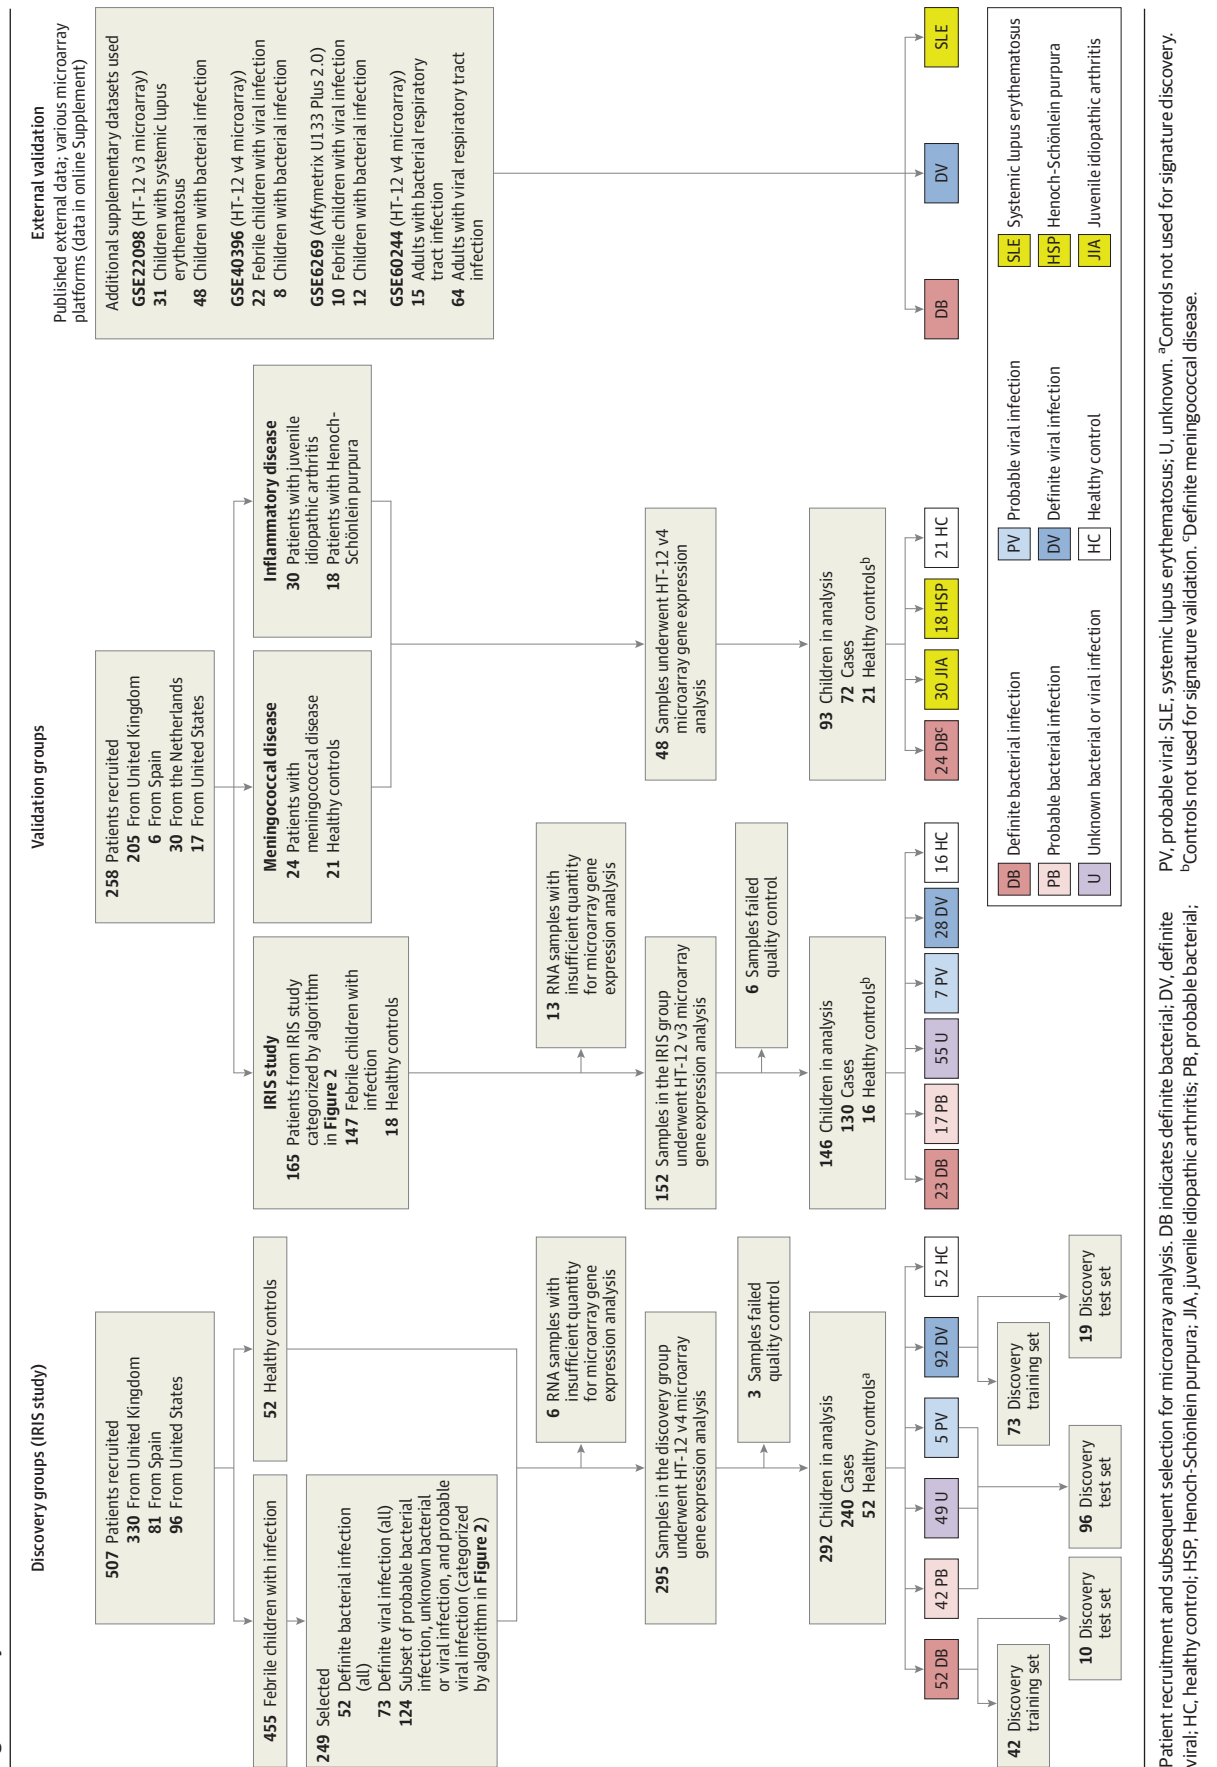 Discovery groups (IRIS study)
507 Patients recruited
330 From United Kingdom
81 From Spain
96 From United States
455 Febrile children with infection
52 Healthy controls
249 Selected
52 Definite bacterial infection
(all)
73 Definite viral infection (all)
124 Subset of probable bacterial
infection, unknown bacterial
or viral infection, and probable
viral infection (categorized
by algorithm in Figure 2)
6 RNA samples with
insufficient quantity
for microarray gene
expression analysis
295 Samples in the discovery group
underwent HT-12 v4 microarray
gene expression analysis
3 Samples failed
quality control
292 Children in analysis
240 Cases
52 Healthy controlsa
52 DB
42 PB
49 U
5 PV
92 DV
52 HC
42 Discovery
training set
10 Discovery
test set
96 Discovery
test set
73 Discovery
training set
19 Discovery
test set
Validation groups
258 Patients recruited
205 From United Kingdom
6 From Spain
30 From the Netherlands
17 From United States
IRIS study
165 Patients from IRIS study
categorized by algorithm
in Figure 2
147 Febrile children with
infection
18 Healthy controls
Meningococcal disease
24 Patients with
meningococcal disease
21 Healthy controls
Inflammatory disease
30 Patients with juvenile
idiopathic arthritis
18 Patients with Henoch-
Schönlein purpura
13 RNA samples with
insufficient quantity
for microarray gene
expression analysis
152 Samples in the IRIS group
underwent HT-12 v3 microarray
gene expression analysis
6 Samples failed
quality control
146 Children in analysis
130 Cases
16 Healthy controlsb
23 DB
17 PB
55 U
7 PV
28 DV
16 HC
48 Samples underwent HT-12 v4
microarray gene expression
analysis
93 Children in analysis
72 Cases
21 Healthy controlsb
24 DBc
30 JIA
18 HSP
21 HC
External validation
Published external data; various microarray
platforms (data in online Supplement)
Additional supplementary datasets used
GSE22098 (HT-12 v3 microarray)
31 Children with systemic lupus
erythematosus
48 Children with bacterial infection
GSE40396 (HT-12 v4 microarray)
22 Febrile children with viral infection
8 Children with bacterial infection
GSE6269 (Affymetrix U133 Plus 2.0)
10 Febrile children with viral infection
12 Children with bacterial infection
GSE60244 (HT-12 v4 microarray)
15 Adults with bacterial respiratory
tract infection
64 Adults with viral respiratory tract
infection
DB
DV
SLE
DB Definite bacterial infection
PB Probable bacterial infection
U Unknown bacterial or viral infection
PV Probable viral infection
DV Definite viral infection
HC Healthy control
SLE Systemic lupus erythematosus
HSP Henoch-Schönlein purpura
JIA Juvenile idiopathic arthritis
Patient recruitment and subsequent selection for microarray analysis. DB indicates definite bacterial; DV, definite
viral; HC, healthy control; HSP, Henoch-Schönlein purpura; JIA, juvenile idiopathic arthritis; PB, probable bacterial;
PV, probable viral; SLE, systemic lupus erythematosus; U, unknown. aControls not used for signature discovery.
bControls not used for signature validation. cDefinite meningococcal disease.